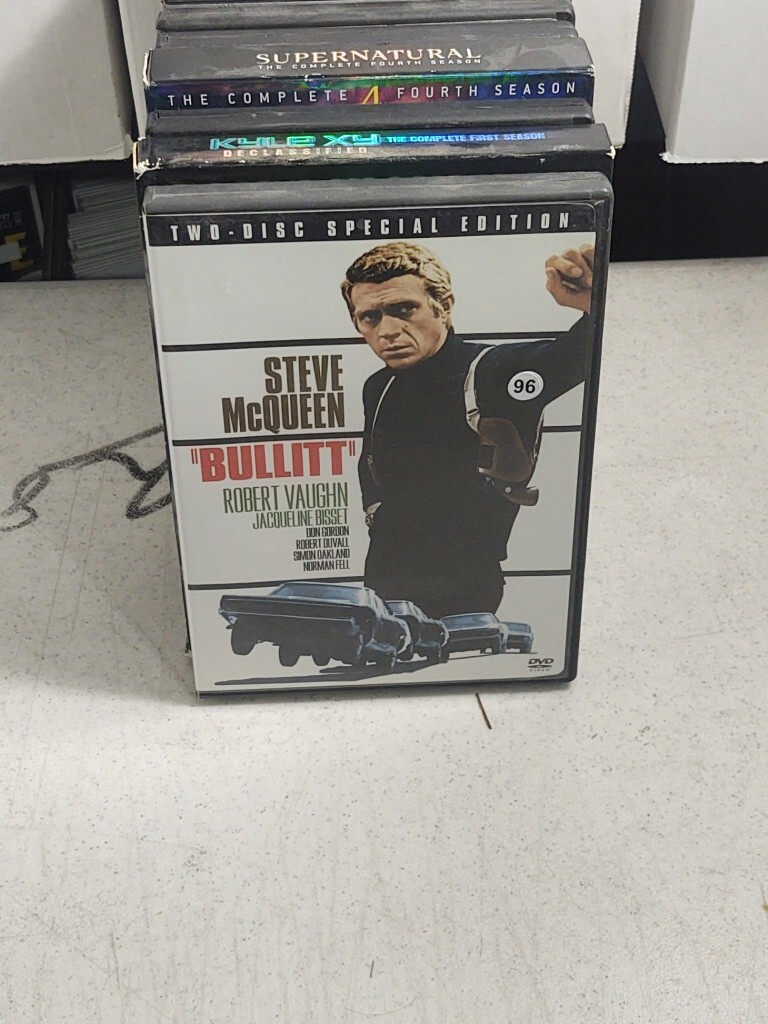 SUPERNATURAL
THE COMPLETE FOURTH SEASON
THE COMPLETE 4 FOURTH SEASON
KYLE XY THE COMPLETE FIRST SEASON
DECLASSIFIED
TWO-DISC SPECIAL EDITION
STEVE
McQUEEN
96
"BULLITT"
ROBERT VAUGHN
JACQUELINE BISSET
DON GORDON
ROBERT DUVALL
SIMON OAKLAND
NORMAN FELL
DVD
VIDEO